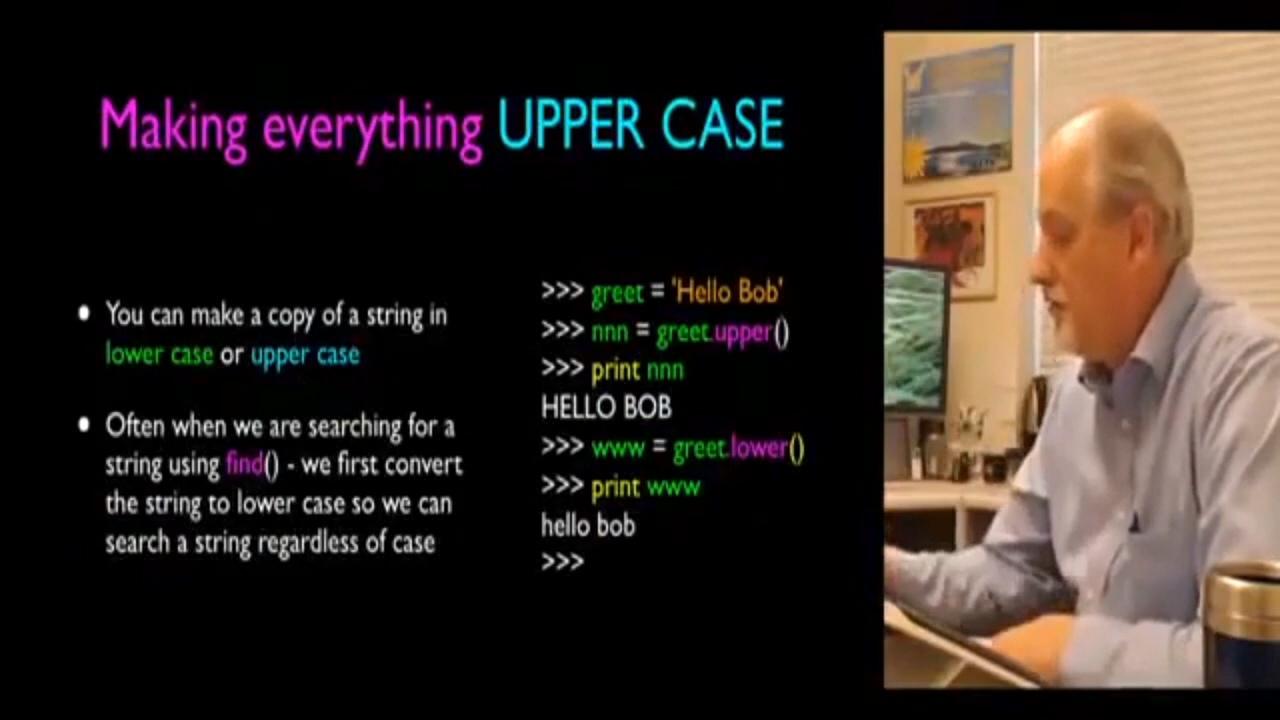 Making everything UPPER CASE
• You can make a copy of a string in
lower case or upper case
• Often when we are searching for a
string using find() - we first convert
the string to lower case so we can
search a string regardless of case
>>> greet = 'Hello Bob'
>>> nnn = greet.upper()
>>> print nnn
HELLO BOB
>>> www = greet.lower()
>>> print www
hello bob
>>>